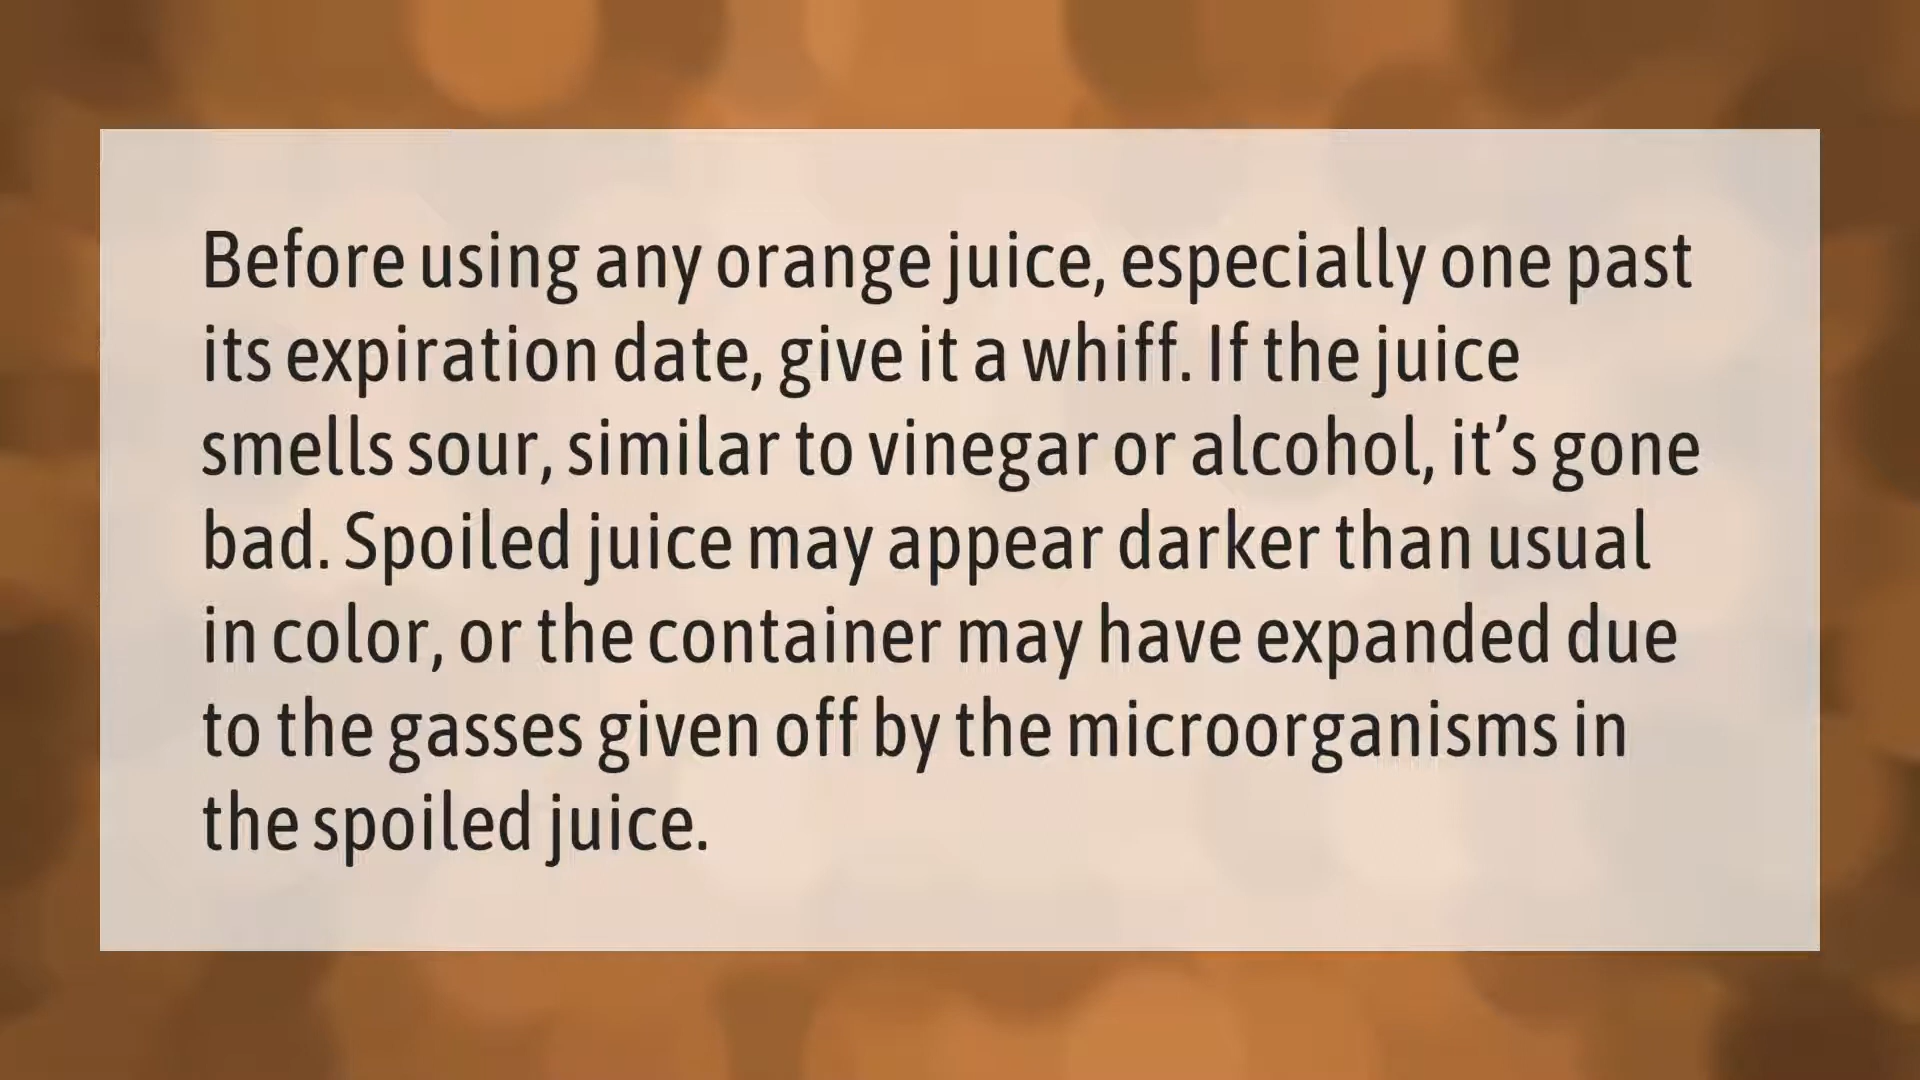 Before using any orange juice, especially one past
its expiration date, give it a whiff. If the juice
smells sour, similar to vinegar or alcohol, it’s gone
bad. Spoiled juice may appear darker than usual
in color, or the container may have expanded due
to the gasses given off by the microorganisms in
the spoiled juice.